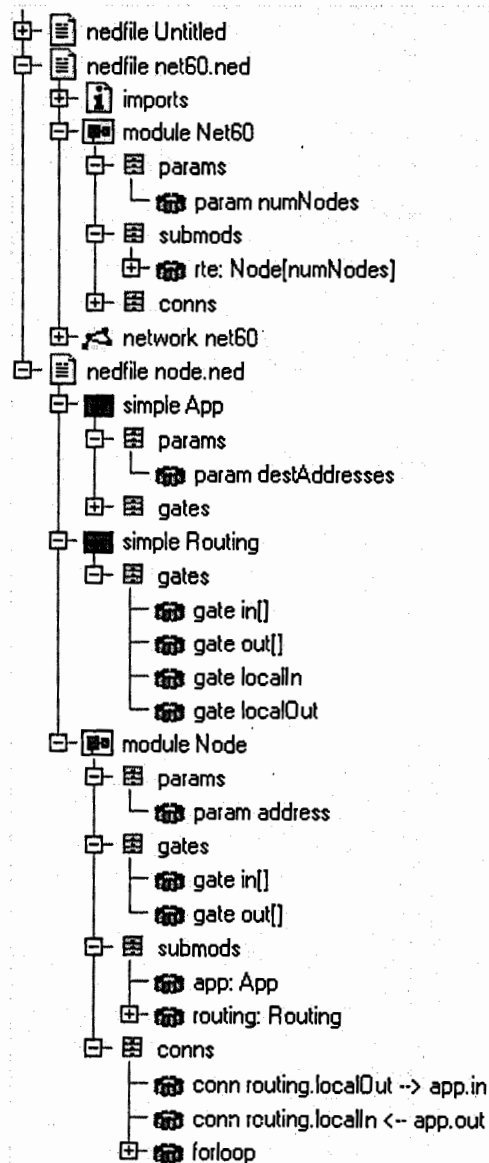 nedfile Untitled
nedfile net60.ned
imports
module Net60
params
param numNodes
submods
rte: Node[numNodes]
conns
network net60
nedfile node.ned
simple App
params
param destAddresses
gates
simple Routing
gates
gate in[]
gate out[]
gate localIn
gate localOut
module Node
params
param address
gates
gate in[]
gate out[]
submods
app: App
routing: Routing
conns
conn routing.localOut --> app.in
conn routing.localIn <-- app.out
forloop